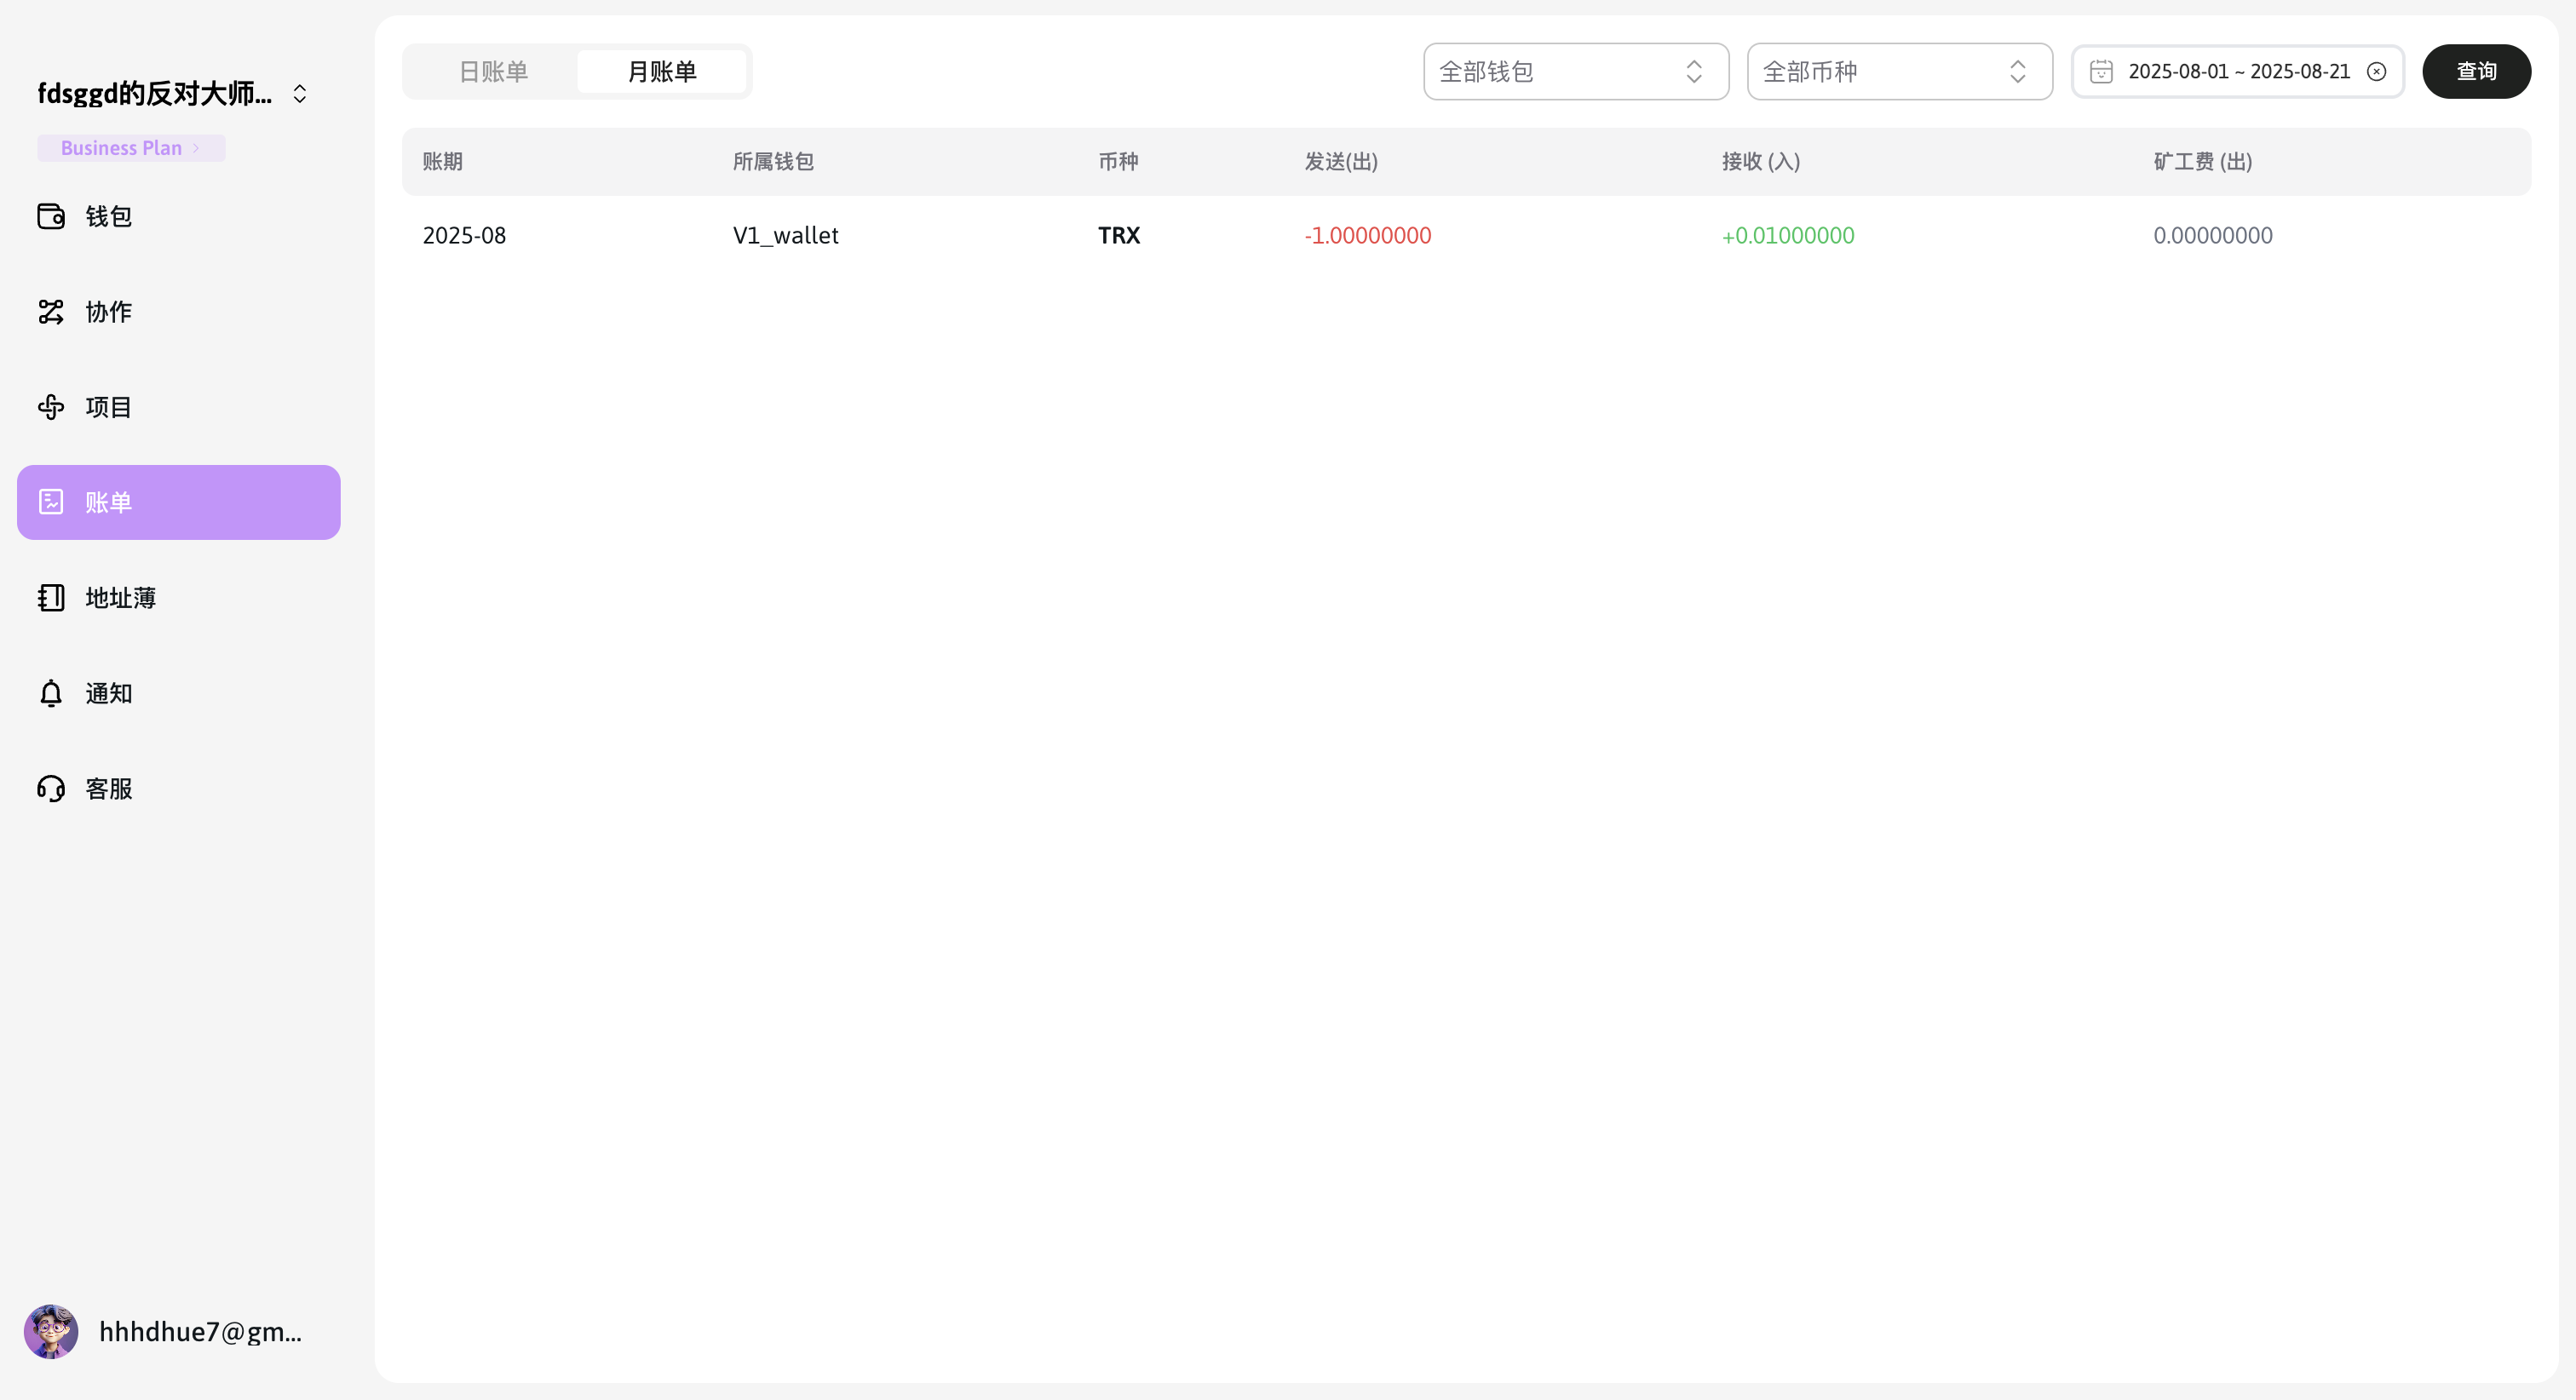 fdsggd的反对大师...
Business Plan
钱包
协作
项目
账单
地址薄
通知
客服
hhhdhue7@gm...
日账单 月账单 全部钱包 全部币种 2025-08-01 ~ 2025-08-21 查询
账期 所属钱包 币种 发送(出) 接收 (入) 矿工费 (出)
2025-08 V1_wallet TRX -1.00000000 +0.01000000 0.00000000